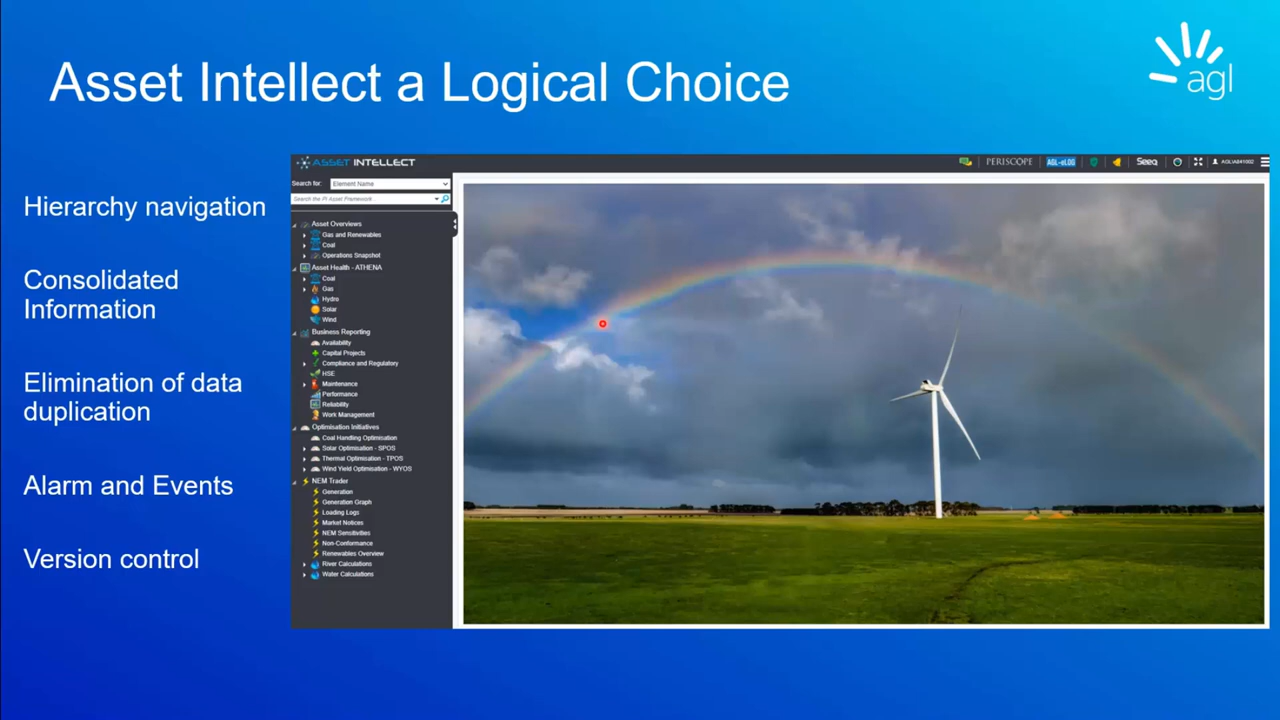 Asset Intellect a Logical Choice
agl
Hierarchy navigation
Consolidated
Information
Elimination of data
duplication
Alarm and Events
Version control
ASSET INTELLECT
PERISCOPE
AGL-eLOG
Seeq
Search for:
Element Name
Search the PI Asset Framework...
Asset Overviews
Gas and Renewables
Coal
Operations Snapshot
Asset Health - ATHENA
Coal
Gas
Hydro
Solar
Wind
Business Reporting
Availability
Capital Projects
Compliance and Regulatory
HSE
Maintenance
Performance
Reliability
Work Management
Optimisation Initiatives
Coal Handling Optimisation
Solar Optimisation - SPOS
Thermal Optimisation - TPOS
Wind Yield Optimisation - WYOS
NEM Trader
Generation
Generation Graph
Loading Logs
Market Notices
NEM Sensitivities
Non-Conformance
Renewables Overview
River Calculations
Water Calculations